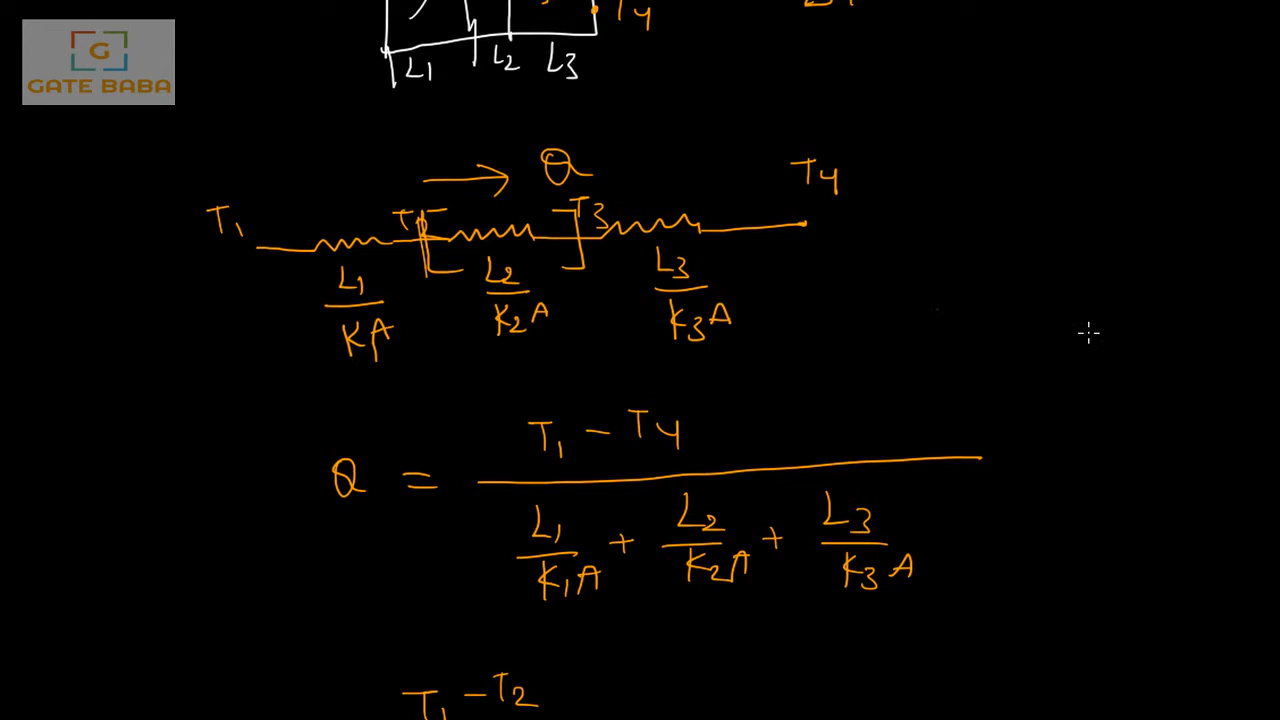 T4
L1 L2 L3
G
GATE BABA
Q
T1 T3 T4
L1 L2 L3
KA K2A K3A
T1 - T4
Q =
L1 + L2 + L3
K1A K2A K3A
T1 - T2